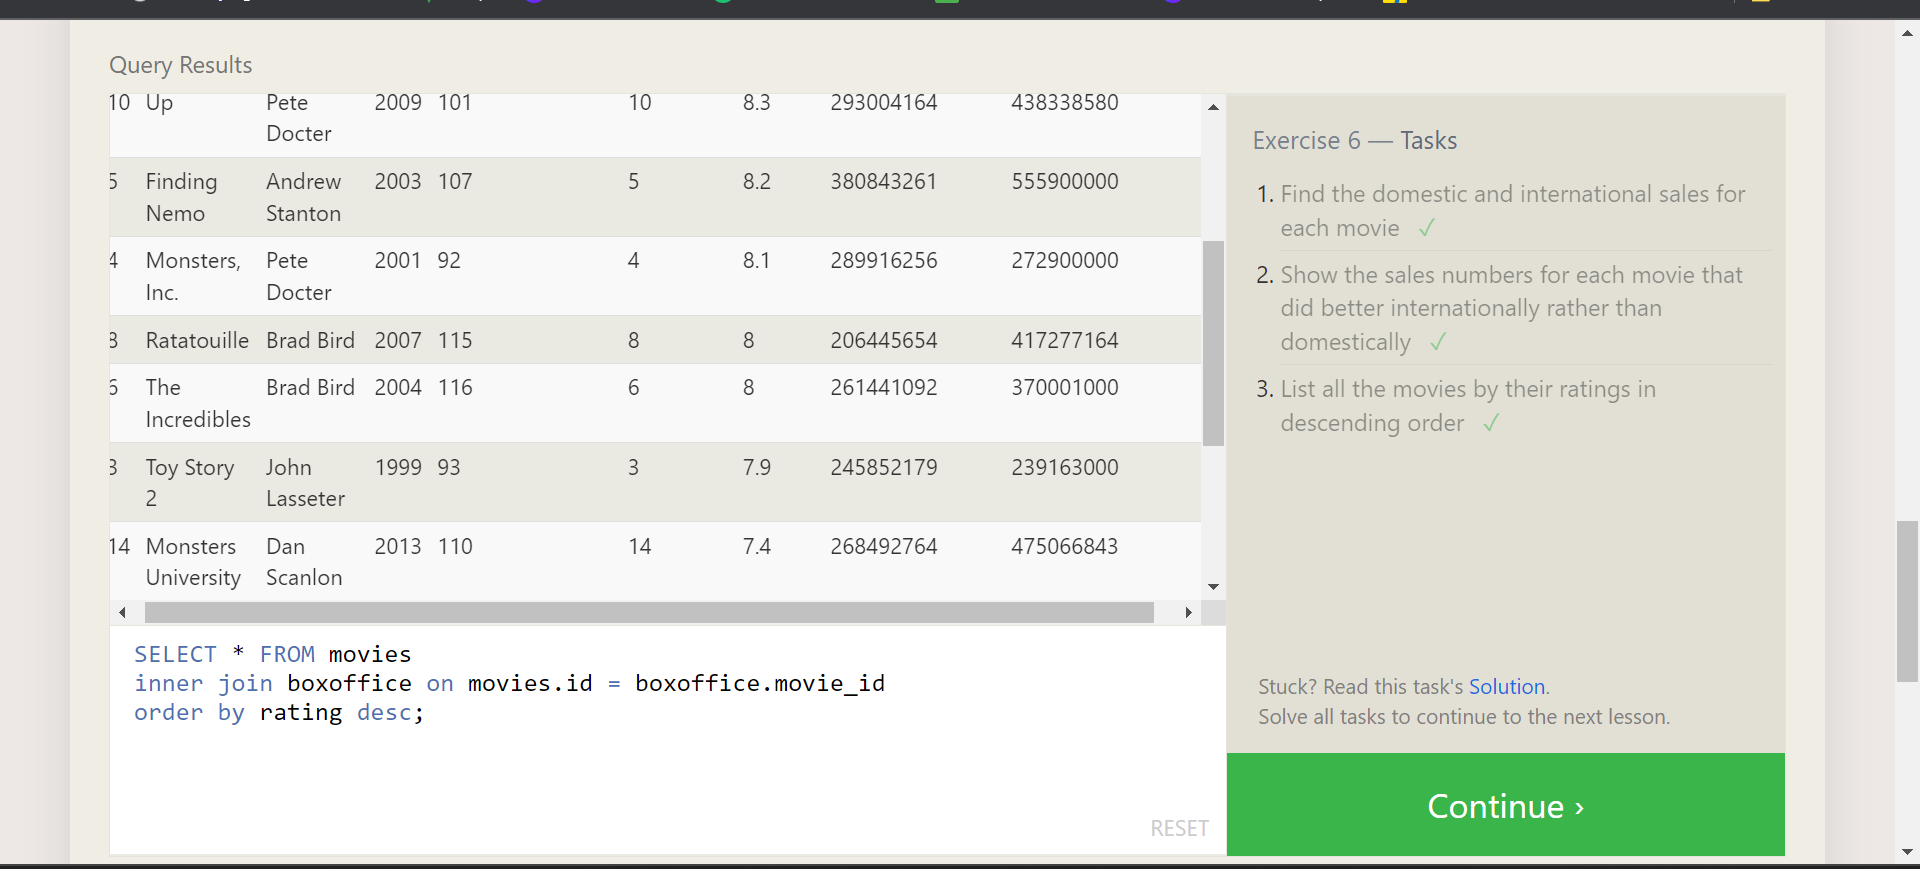 Query Results
10 Up Pete Docter 2009 101 10 8.3 293004164 438338580
5 Finding Nemo Andrew Stanton 2003 107 5 8.2 380843261 555900000
4 Monsters, Inc. Pete Docter 2001 92 4 8.1 289916256 272900000
8 Ratatouille Brad Bird 2007 115 8 8 206445654 417277164
6 The Incredibles Brad Bird 2004 116 6 8 261441092 370001000
3 Toy Story 2 John Lasseter 1999 93 3 7.9 245852179 239163000
14 Monsters University Dan Scanlon 2013 110 14 7.4 268492764 475066843
SELECT * FROM movies
inner join boxoffice on movies.id = boxoffice.movie_id
order by rating desc;
RESET
Exercise 6 — Tasks
1. Find the domestic and international sales for
each movie ✓
2. Show the sales numbers for each movie that
did better internationally rather than
domestically ✓
3. List all the movies by their ratings in
descending order ✓
Stuck? Read this task's Solution.
Solve all tasks to continue to the next lesson.
Continue ›